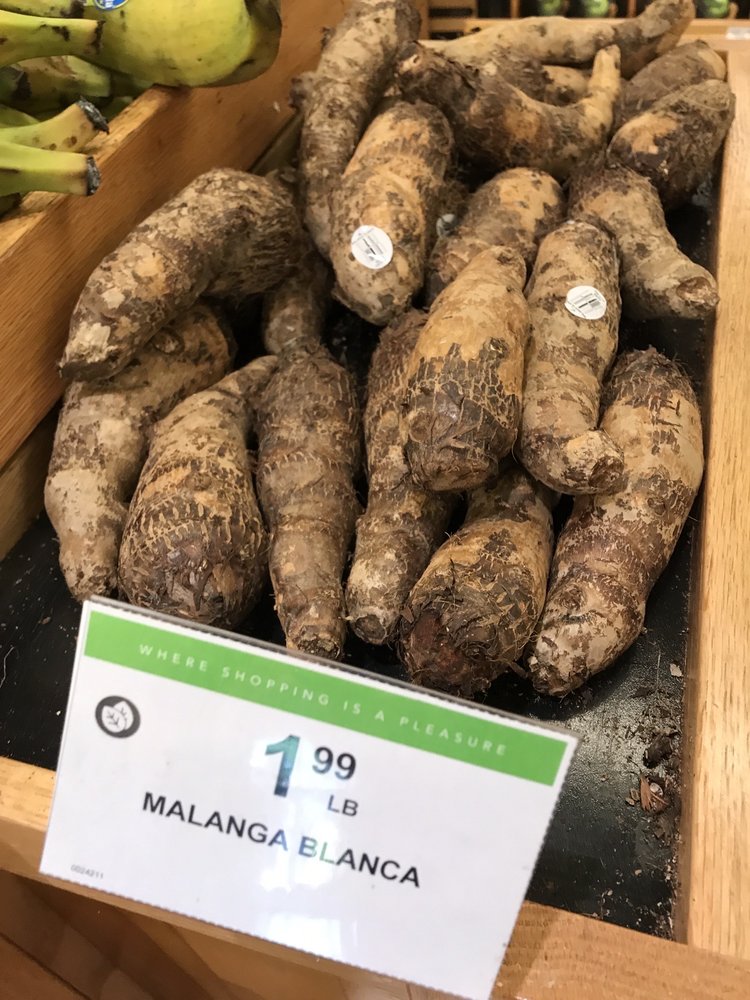 WHERE SHOPPING IS A PLEASURE
1 99
LB
MALANGA BLANCA
0024211